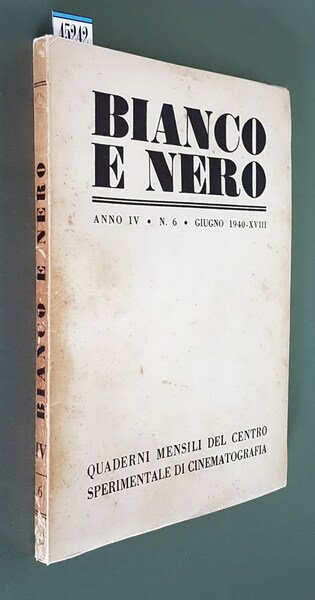 45242
BIANCO
E NERO
ANNO IV • N. 6 • GIUGNO 1940-XVIII
QUADERNI MENSILI DEL CENTRO
SPERIMENTALE DI CINEMATOGRAFIA
BIANCO E NERO
IV
6